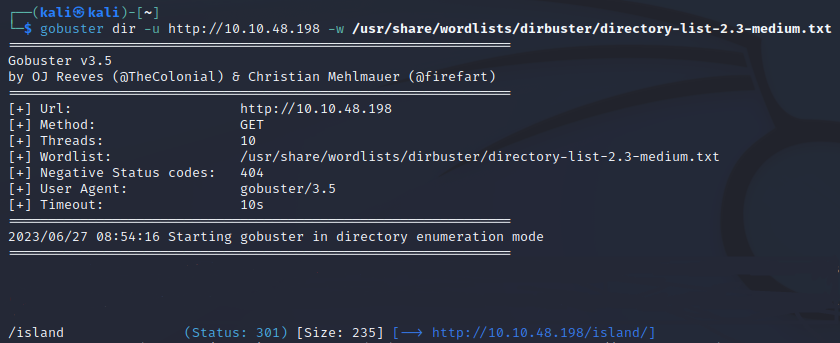 ┌──(kali㉿kali)-[~]
└─$ gobuster dir -u http://10.10.48.198 -w /usr/share/wordlists/dirbuster/directory-list-2.3-medium.txt
===============================================================
Gobuster v3.5
by OJ Reeves (@TheColonial) & Christian Mehlmauer (@firefart)
===============================================================
[+] Url:                     http://10.10.48.198
[+] Method:                  GET
[+] Threads:                 10
[+] Wordlist:                /usr/share/wordlists/dirbuster/directory-list-2.3-medium.txt
[+] Negative Status codes:   404
[+] User Agent:              gobuster/3.5
[+] Timeout:                 10s
===============================================================
2023/06/27 08:54:16 Starting gobuster in directory enumeration mode
===============================================================
/island               (Status: 301) [Size: 235] [--> http://10.10.48.198/island/]